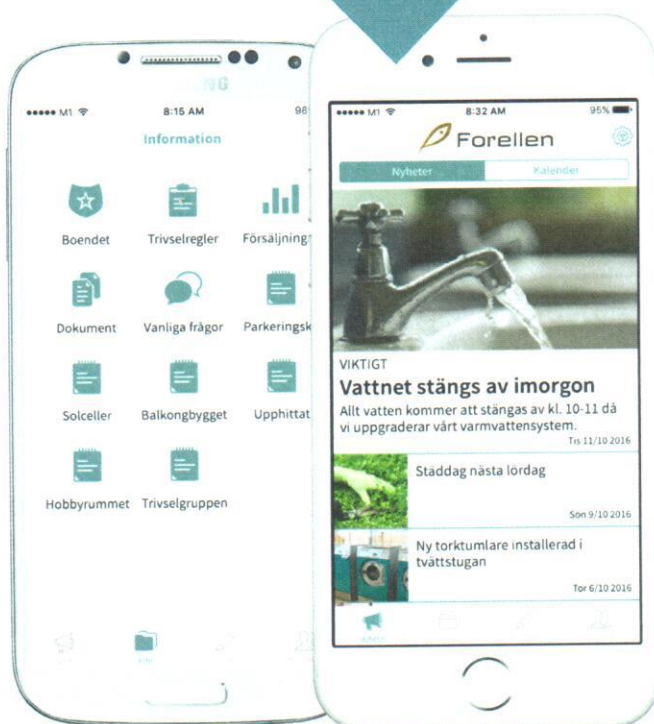 M1
8:15 AM
98
Information
Boendet
Trivselregler
Försäljning
Dokument
Vanliga frågor
Parkeringsk
Solceller
Balkongbygget
Upphittat
Hobbyrummet
Trivselgruppen
M1
8:32 AM
95%
Forellen
Nyheter
Kalender
VIKTIGT
Vattnet stängs av imorgon
Allt vatten kommer att stängas av kl. 10-11 då
vi uppgraderar vårt varmvattensystem.
Tis 11/10 2016
Städdag nästa lördag
Sön 9/10 2016
Ny torktumlare installerad i
tvättstugan
Tor 6/10 2016